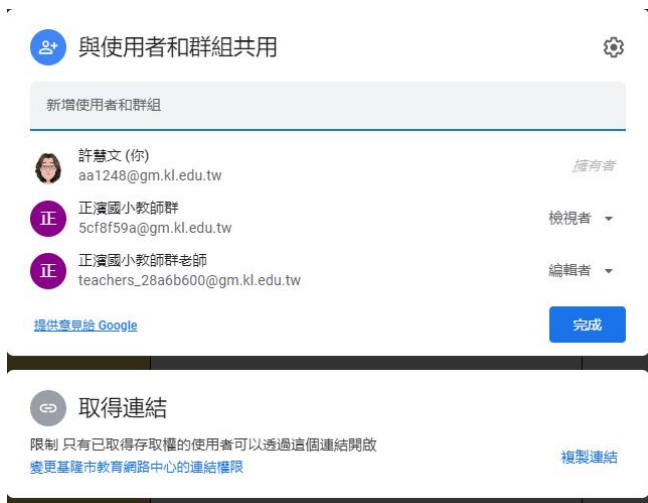 與使用者和群組共用
新增使用者和群組
許慧文 (你)
aa1248@gm.kl.edu.tw
擁有者
正 正濱國小教師群
5cf8f59a@gm.kl.edu.tw
檢視者
正 正濱國小教師群老師
teachers_28a6b600@gm.kl.edu.tw
編輯者
提供意見給 Google
完成
取得連結
限制 只有已取得存取權的使用者可以透過這個連結開啟
變更基隆市教育網路中心的連結權限
複製連結